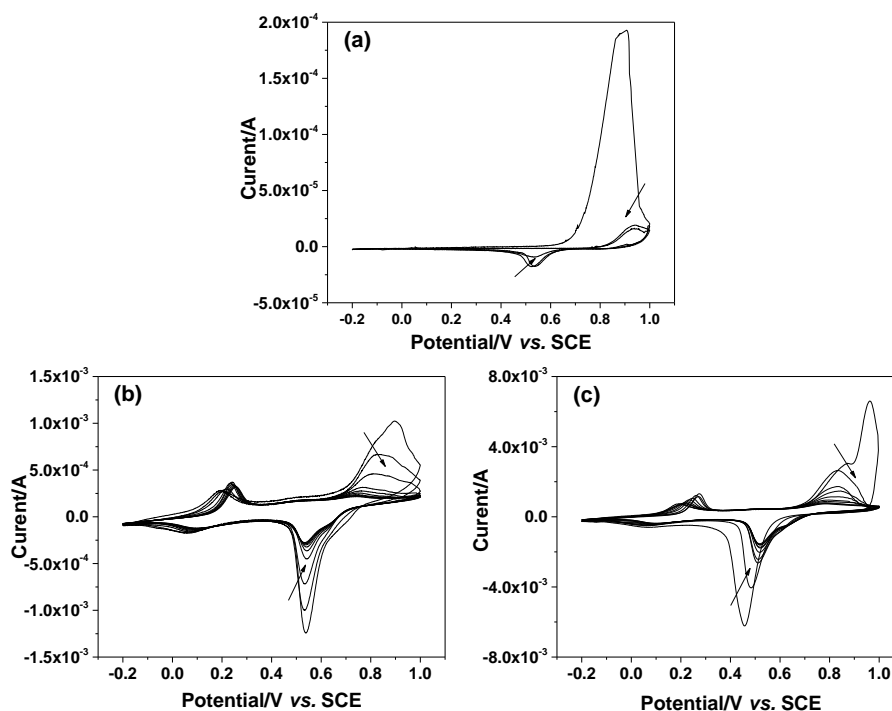 (a)
2.0x10⁻⁴
1.5x10⁻⁴
1.0x10⁻⁴
5.0x10⁻⁵
0.0
-5.0x10⁻⁵
Curent/A
-0.2 0.0 0.2 0.4 0.6 0.8 1.0
Potential/V vs. SCE
(b)
1.5x10⁻³
1.0x10⁻³
5.0x10⁻⁴
0.0
-5.0x10⁻⁴
-1.0x10⁻³
-1.5x10⁻³
Curent/A
-0.2 0.0 0.2 0.4 0.6 0.8 1.0
Potential/V vs. SCE
(c)
8.0x10⁻³
4.0x10⁻³
0.0
-4.0x10⁻³
-8.0x10⁻³
Curent/A
-0.2 0.0 0.2 0.4 0.6 0.8 1.0
Potential/V vs. SCE